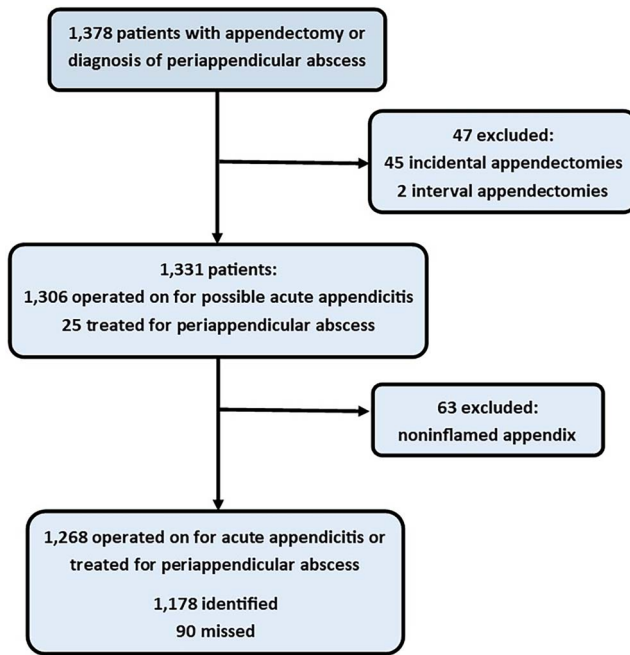 1,378 patients with appendectomy or
diagnosis of periappendicular abscess
47 excluded:
45 incidental appendectomies
2 interval appendectomies
1,331 patients:
1,306 operated on for possible acute appendicitis
25 treated for periappendicular abscess
63 excluded:
noninflamed appendix
1,268 operated on for acute appendicitis or
treated for periappendicular abscess
1,178 identified
90 missed